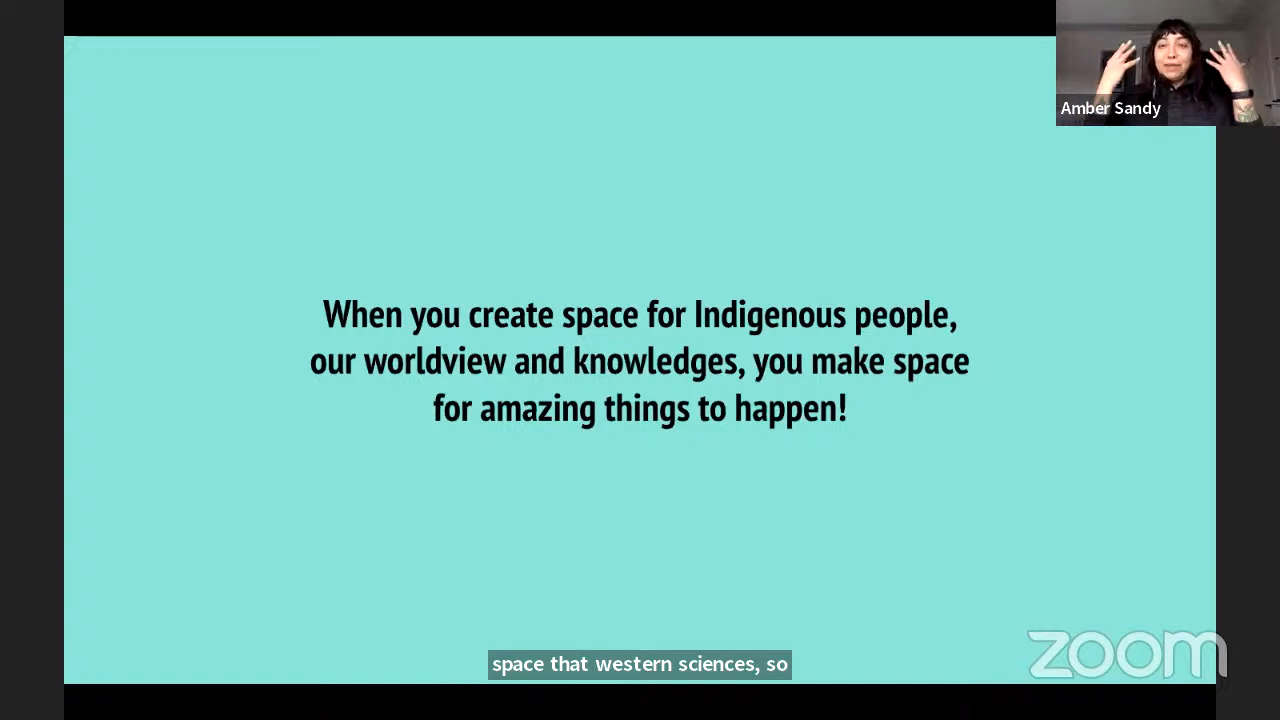 Amber Sandy
When you create space for Indigenous people,
our worldview and knowledges, you make space
for amazing things to happen!
space that western sciences, so
zoom